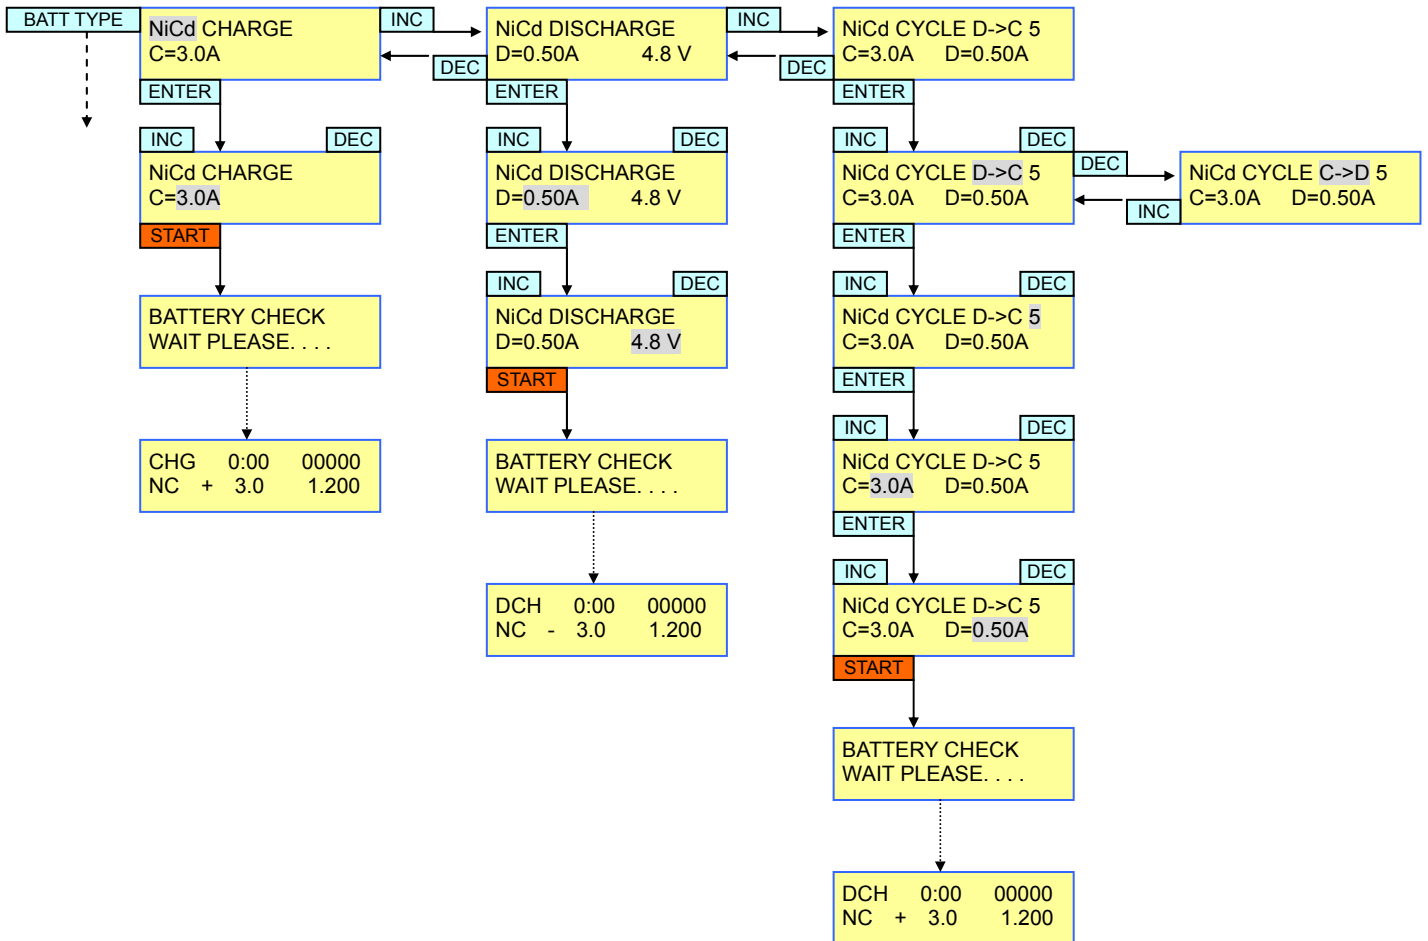 BATT TYPE
NiCd CHARGE
C=3.0A
INC
DEC
NiCd DISCHARGE
D=0.50A 4.8 V
INC
DEC
NiCd CYCLE D->C 5
C=3.0A D=0.50A
ENTER
ENTER
ENTER
INC
DEC
NiCd CHARGE
C=3.0A
START
INC
DEC
NiCd DISCHARGE
D=0.50A 4.8 V
ENTER
INC
DEC
NiCd CYCLE D->C 5
C=3.0A D=0.50A
ENTER
DEC
INC
NiCd CYCLE C->D 5
C=3.0A D=0.50A
BATTERY CHECK
WAIT PLEASE. . . .
INC
DEC
NiCd DISCHARGE
D=0.50A 4.8 V
START
INC
DEC
NiCd CYCLE D->C 5
C=3.0A D=0.50A
ENTER
CHG 0:00 00000
NC + 3.0 1.200
BATTERY CHECK
WAIT PLEASE. . . .
INC
DEC
NiCd CYCLE D->C 5
C=3.0A D=0.50A
ENTER
DCH 0:00 00000
NC - 3.0 1.200
INC
DEC
NiCd CYCLE D->C 5
C=3.0A D=0.50A
START
BATTERY CHECK
WAIT PLEASE. . . .
DCH 0:00 00000
NC + 3.0 1.200